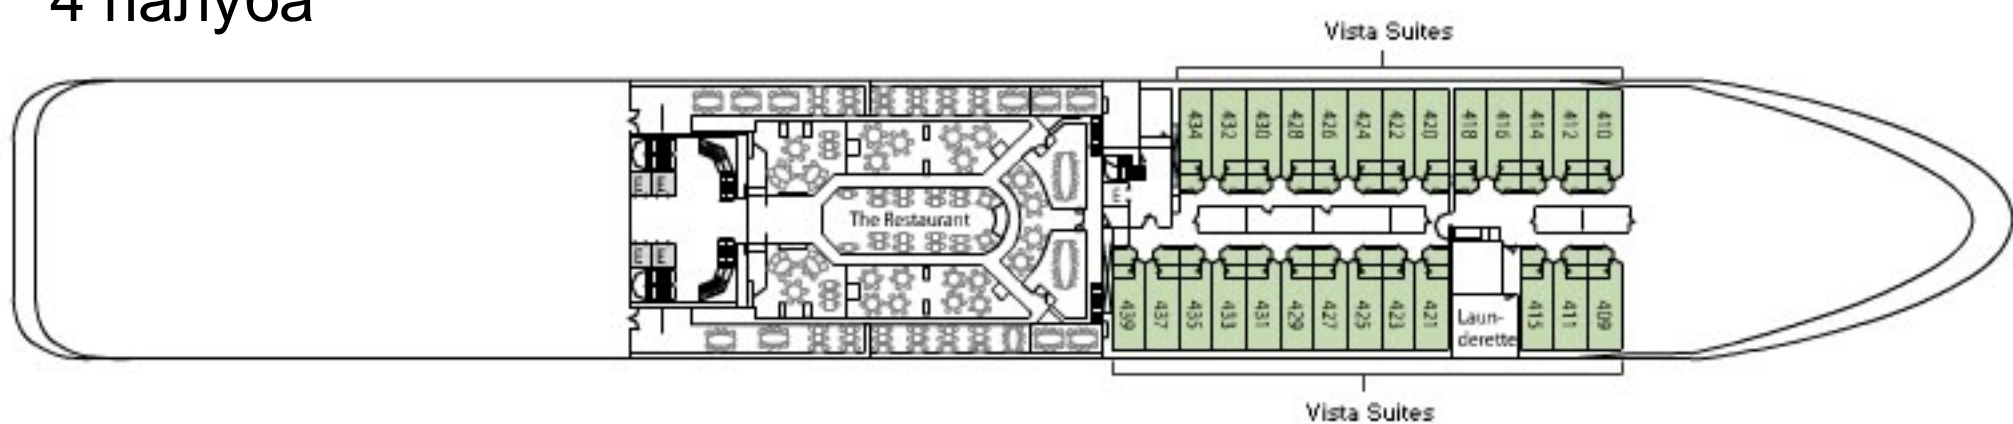 4 палуба
Vista Suites
434 432 430 428 426 424 422 420 418 416 414 412 410
The Restaurant
439 437 435 433 431 429 427 425 423 421 415 411 409
Laun-
derette
Vista Suites